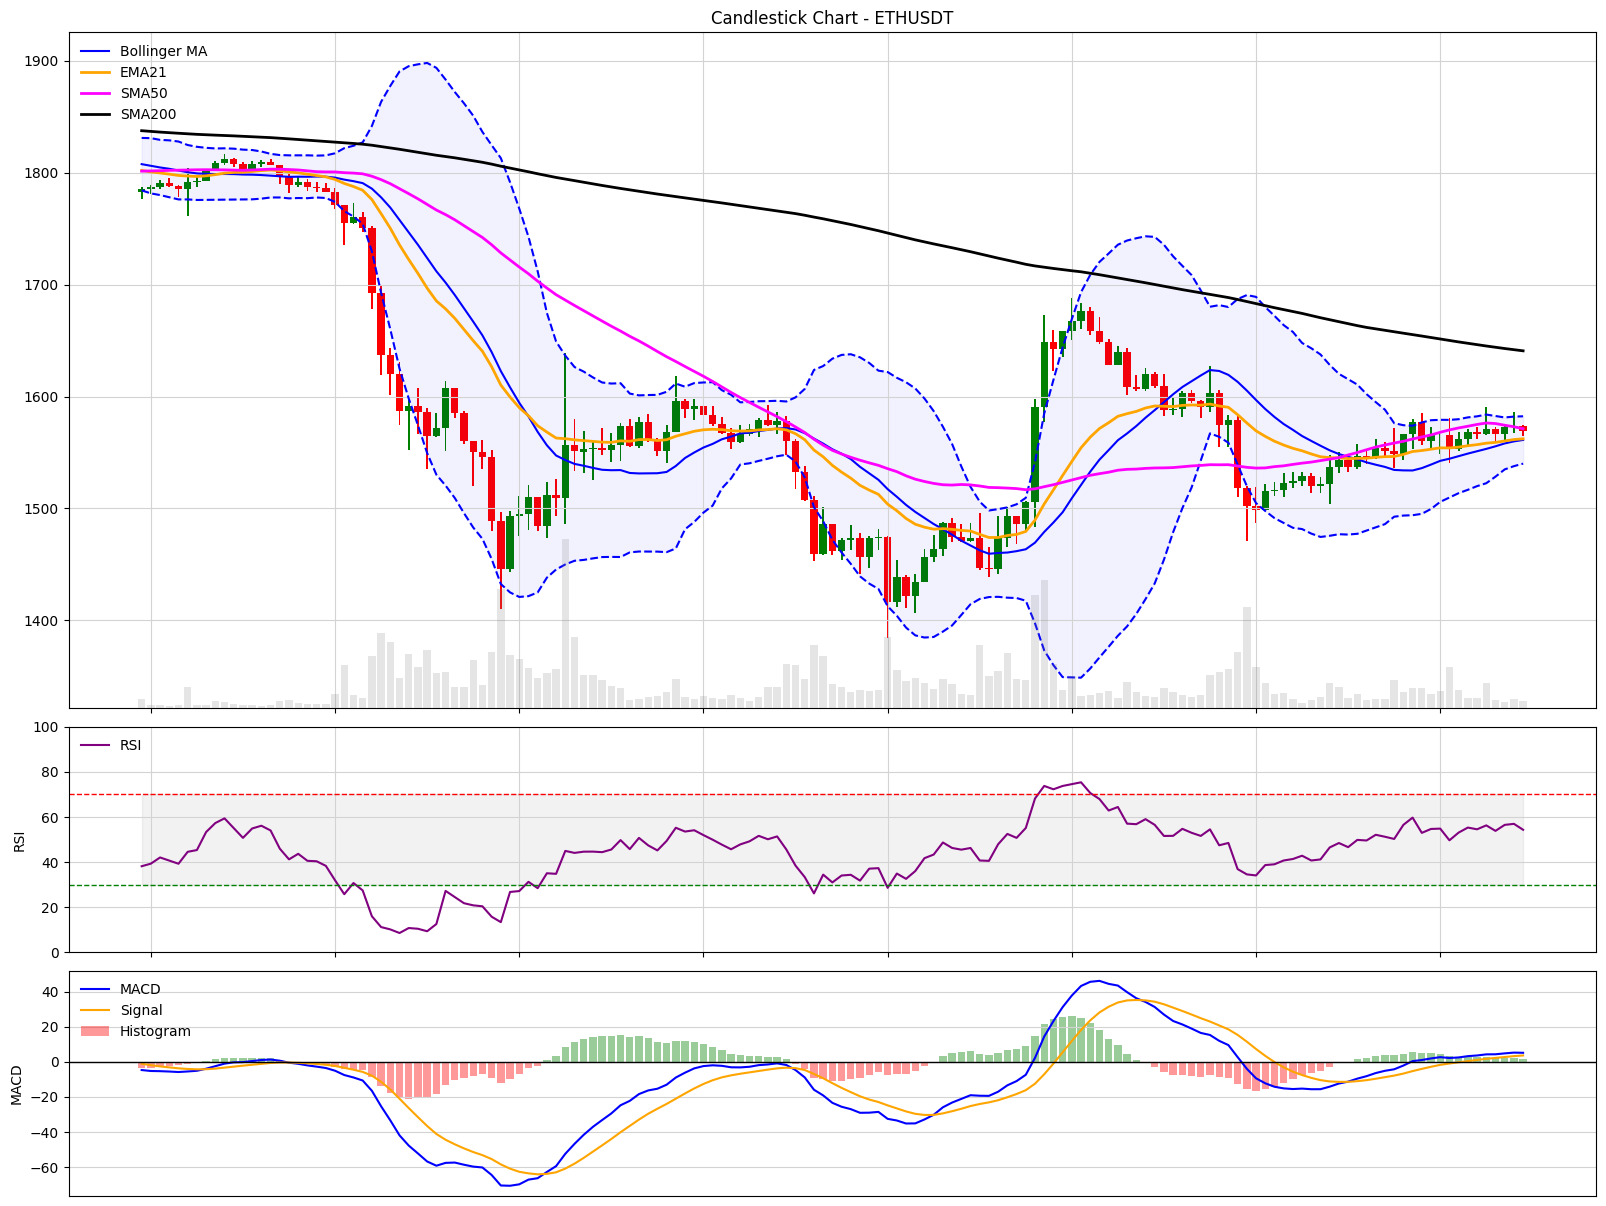 Candlestick Chart - ETHUSDT
Bollinger MA
EMA21
SMA50
SMA200
1900
1800
1700
1600
1500
1400
RSI
100
80
60
40
20
0
RSI
MACD
Signal
Histogram
40
20
0
−20
−40
−60
MACD